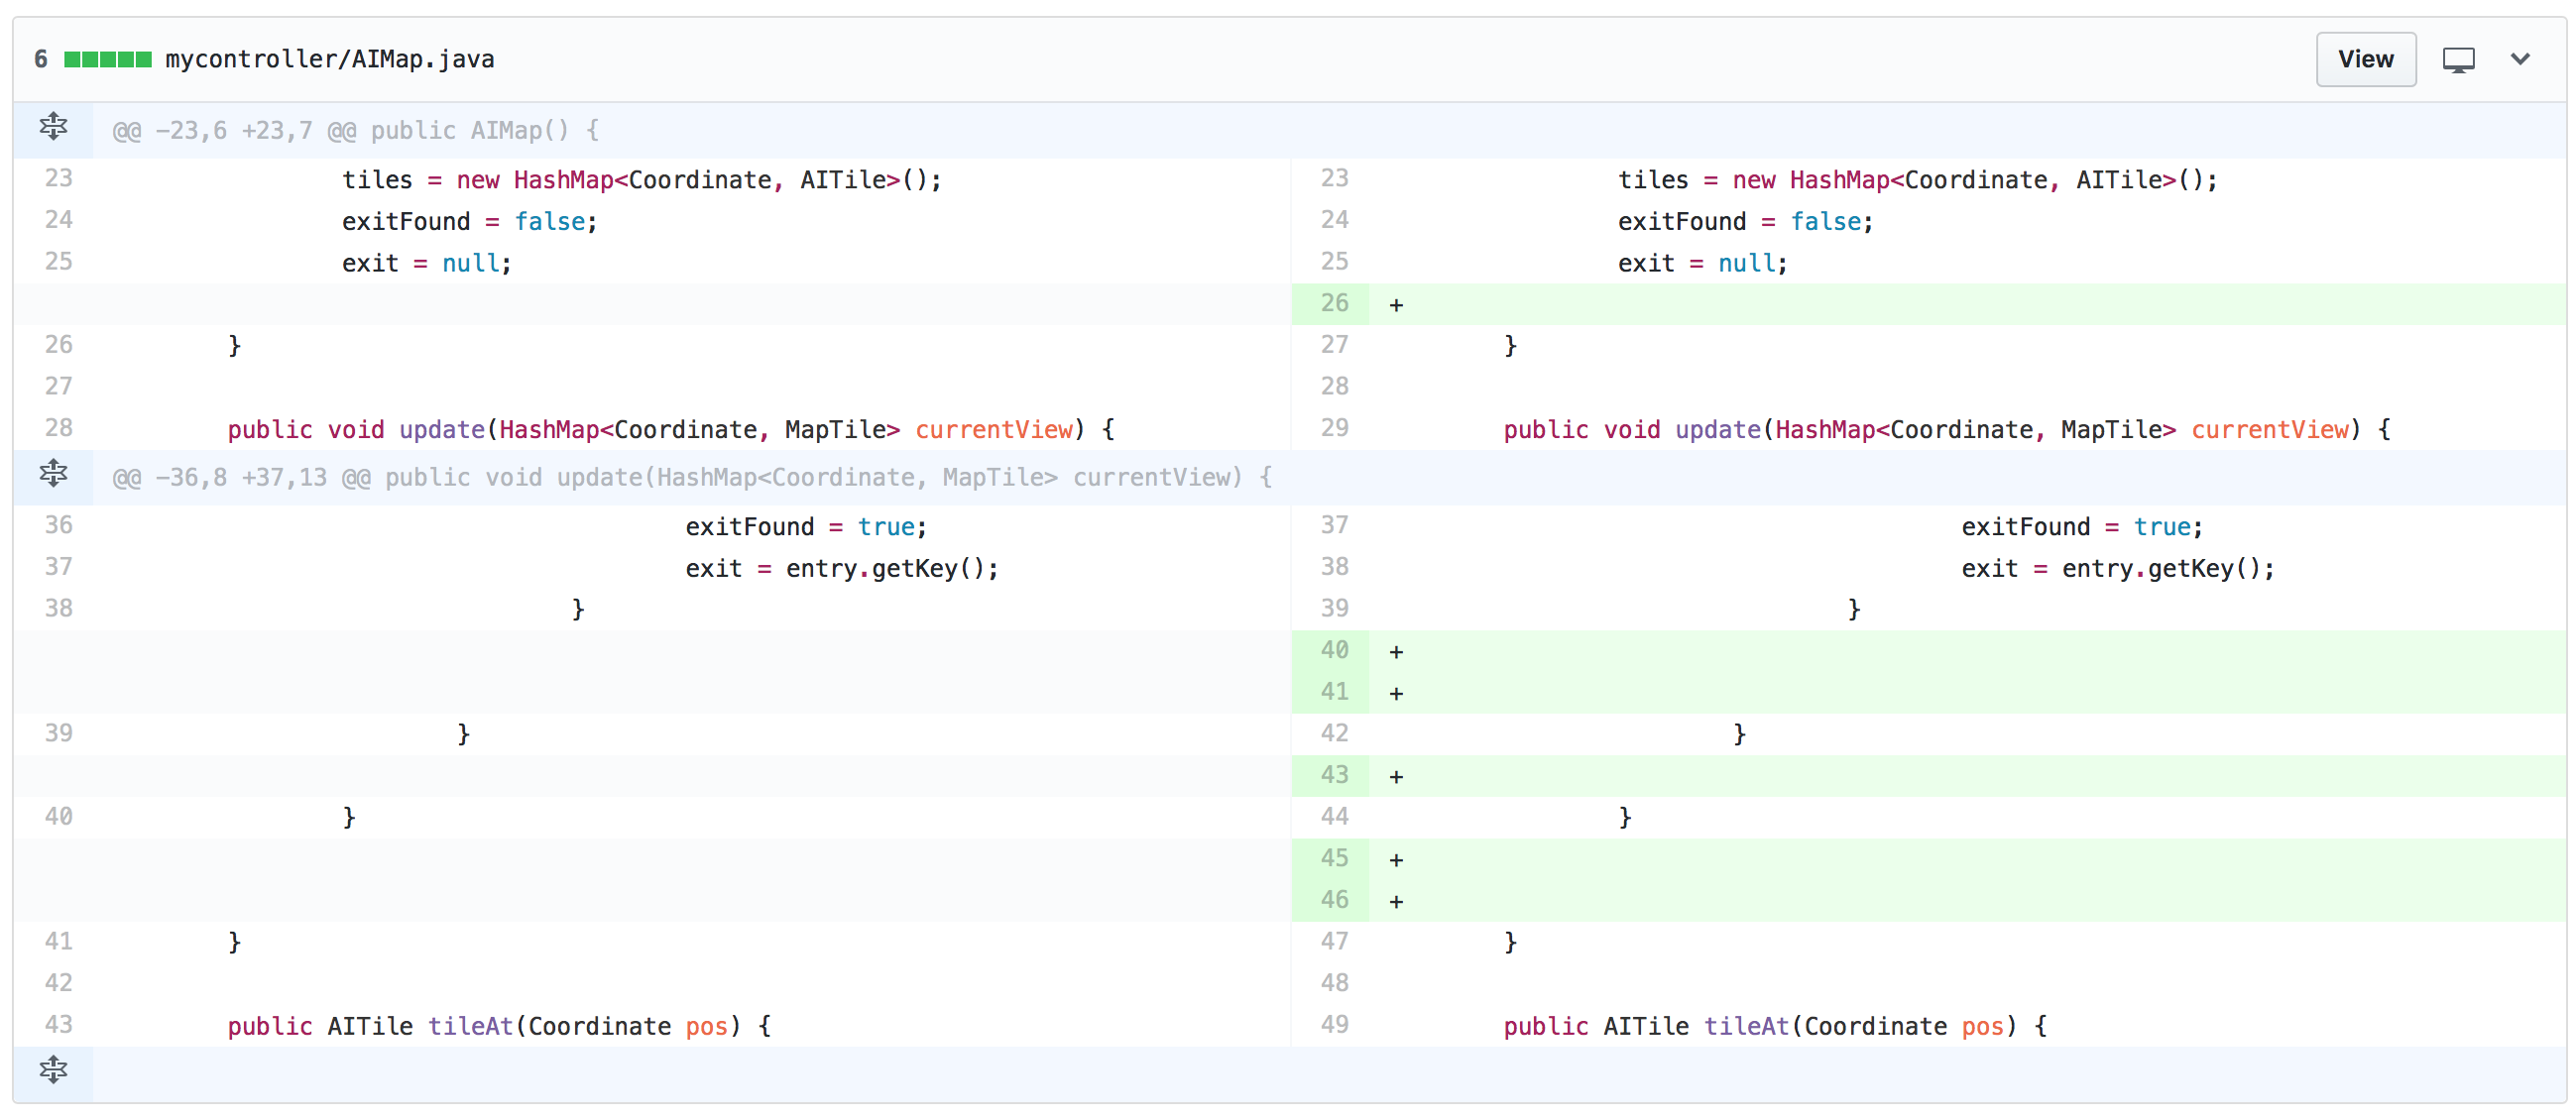 6 mycontroller/AIMap.java View
@@ -23,6 +23,7 @@ public AIMap() {
23 tiles = new HashMap<Coordinate, AITile>(); 23 tiles = new HashMap<Coordinate, AITile>();
24 exitFound = false; 24 exitFound = false;
25 exit = null; 25 exit = null;
26 +
26 } 27 }
27 28
28 public void update(HashMap<Coordinate, MapTile> currentView) { 29 public void update(HashMap<Coordinate, MapTile> currentView) {
@@ -36,8 +37,13 @@ public void update(HashMap<Coordinate, MapTile> currentView) {
36 exitFound = true; 37 exitFound = true;
37 exit = entry.getKey(); 38 exit = entry.getKey();
38 } 39 }
40 +
41 +
39 } 42 }
43 +
40 } 44 }
45 +
46 +
41 } 47 }
42 48
43 public AITile tileAt(Coordinate pos) { 49 public AITile tileAt(Coordinate pos) {